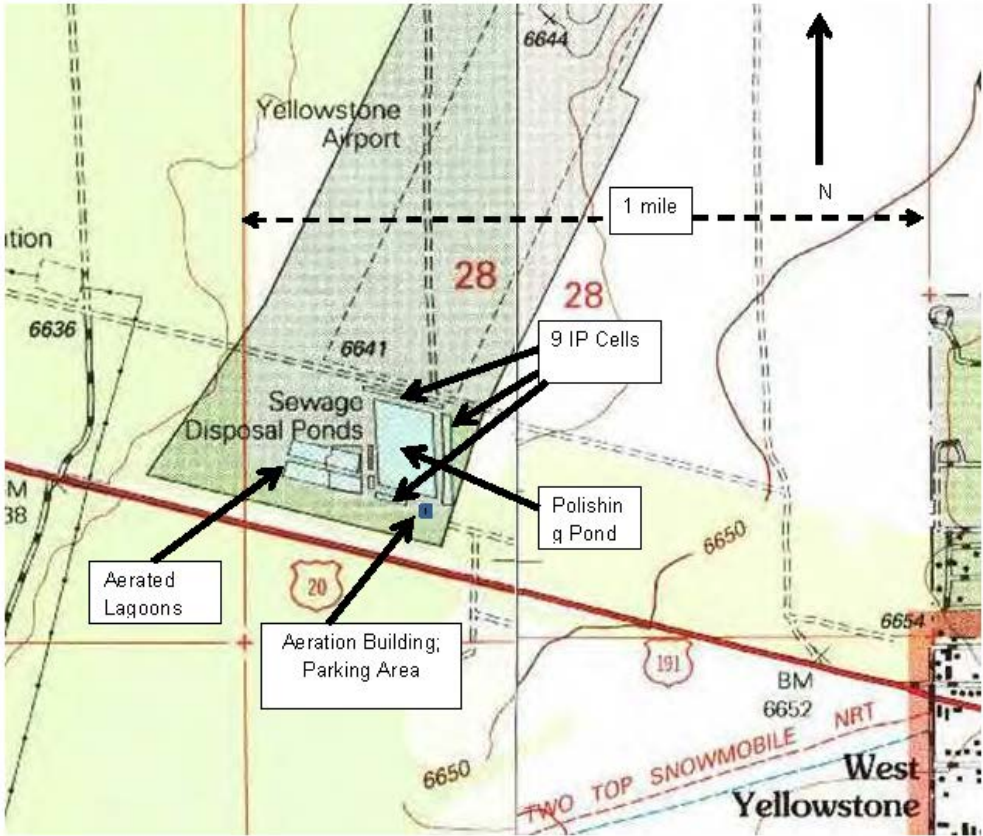 6644
Yellowstone
Airport
N
1 mile
tion
28
28
6636
6641
9 IP Cells
Sewage
Disposal Ponds
M
38
Polishin
g Pond
6650
Aerated
Lagoons
20
6654
Aeration Building;
Parking Area
191
BM
6652
TWO TOP SNOWMOBILE NRT
6650
West
Yellowstone